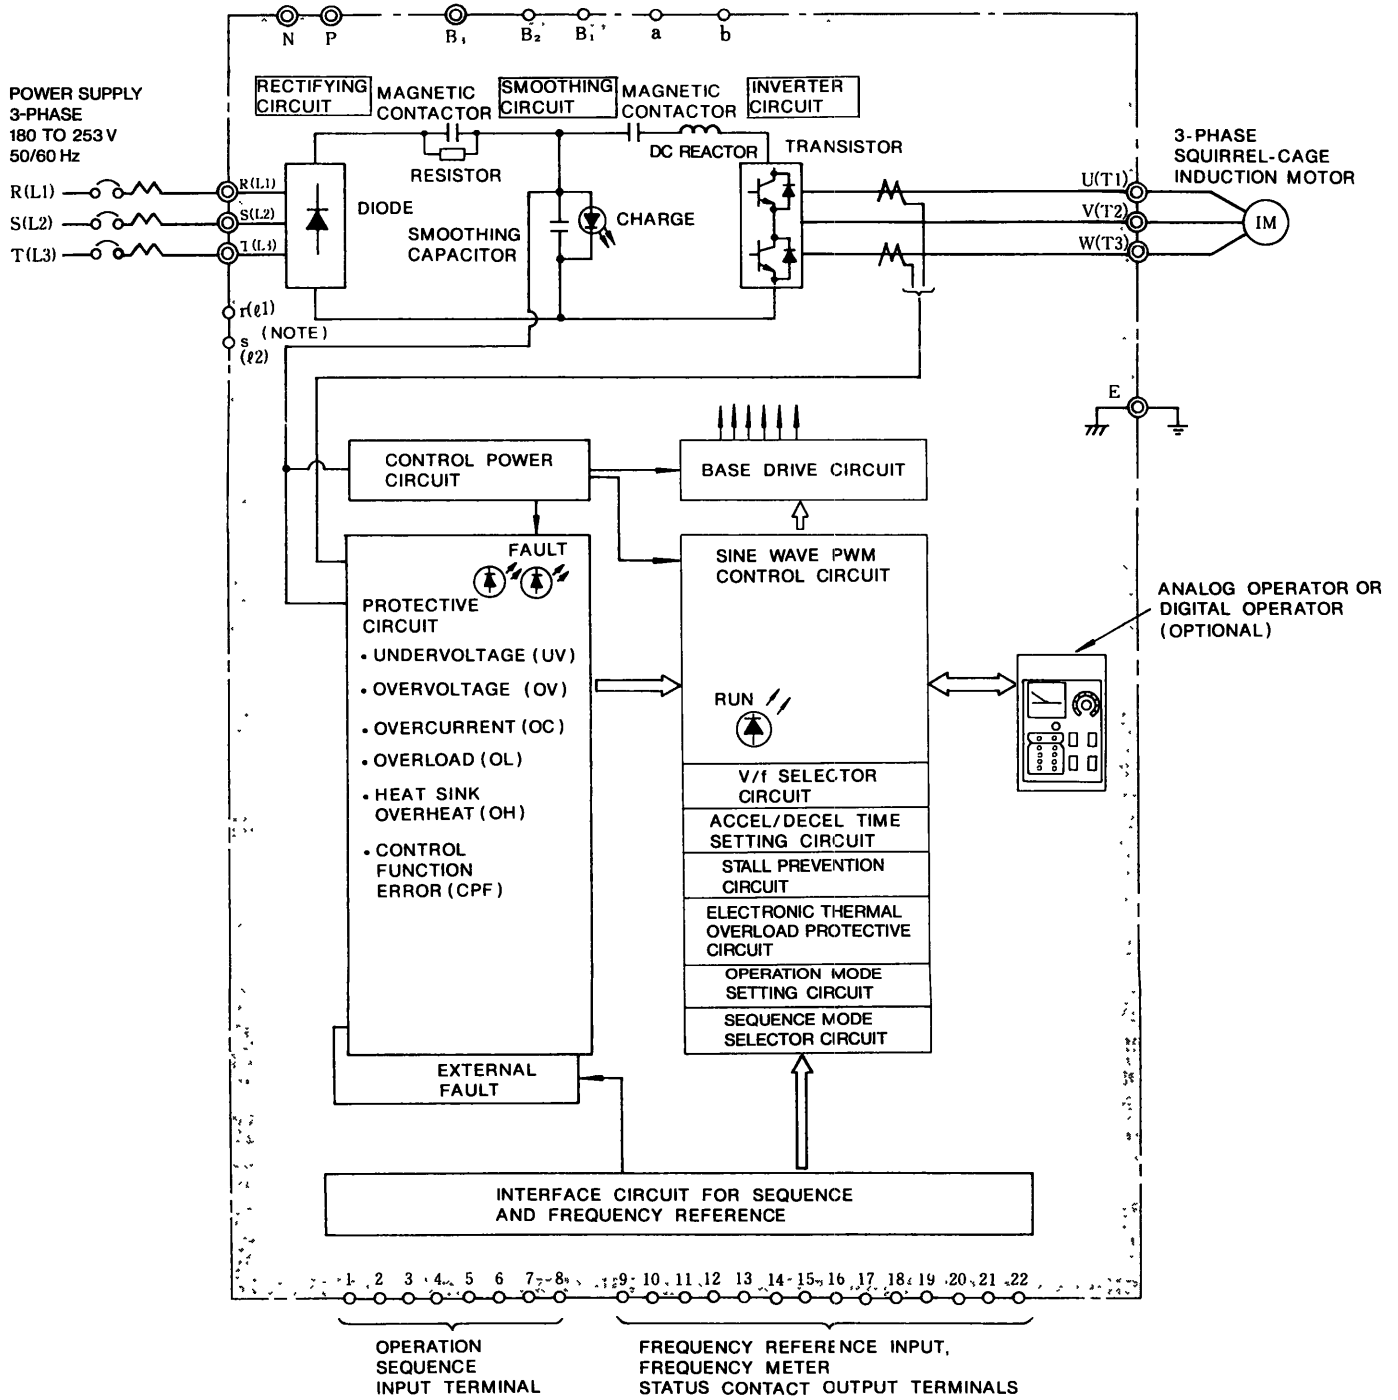 N P B₁ B₂ B₁ a b
POWER SUPPLY
3-PHASE
180 TO 253 V
50/60 Hz
RECTIFYING
CIRCUIT
MAGNETIC
CONTACTOR
SMOOTHING
CIRCUIT
MAGNETIC
CONTACTOR
INVERTER
CIRCUIT
RESISTOR
DC REACTOR
TRANSISTOR
3-PHASE
SQUIRREL-CAGE
INDUCTION MOTOR
R(L1)
S(L2)
T(L3)
R(L1)
S(L2)
(L3)
DIODE
SMOOTHING
CAPACITOR
CHARGE
U(T1)
V(T2)
W(T3)
IM
r(ℓ1)
(NOTE)
s
(ℓ2)
E
CONTROL POWER
CIRCUIT
BASE DRIVE CIRCUIT
FAULT
PROTECTIVE
CIRCUIT
• UNDERVOLTAGE (UV)
• OVERVOLTAGE (OV)
• OVERCURRENT (OC)
• OVERLOAD (OL)
• HEAT SINK
OVERHEAT (OH)
• CONTROL
FUNCTION
ERROR (CPF)
EXTERNAL
FAULT
SINE WAVE PWM
CONTROL CIRCUIT
RUN
V/f SELECTOR
CIRCUIT
ACCEL/DECEL TIME
SETTING CIRCUIT
STALL PREVENTION
CIRCUIT
ELECTRONIC THERMAL
OVERLOAD PROTECTIVE
CIRCUIT
OPERATION MODE
SETTING CIRCUIT
SEQUENCE MODE
SELECTOR CIRCUIT
ANALOG OPERATOR OR
DIGITAL OPERATOR
(OPTIONAL)
INTERFACE CIRCUIT FOR SEQUENCE
AND FREQUENCY REFERENCE
1 2 3 4 5 6 7 8 9 10 11 12 13 14 15 16 17 18 19 20 21 22
OPERATION
SEQUENCE
INPUT TERMINAL
FREQUENCY REFERENCE INPUT,
FREQUENCY METER
STATUS CONTACT OUTPUT TERMINALS